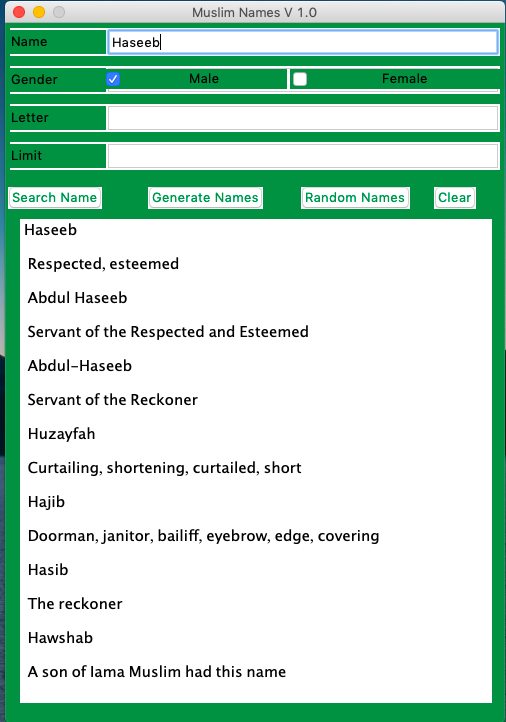 Muslim Names V 1.0
Name Haseeb
Gender Male Female
Letter
Limit
Search Name Generate Names Random Names Clear
Haseeb
Respected, esteemed
Abdul Haseeb
Servant of the Respected and Esteemed
Abdul-Haseeb
Servant of the Reckoner
Huzayfah
Curtailing, shortening, curtailed, short
Hajib
Doorman, janitor, bailiff, eyebrow, edge, covering
Hasib
The reckoner
Hawshab
A son of Iama Muslim had this name